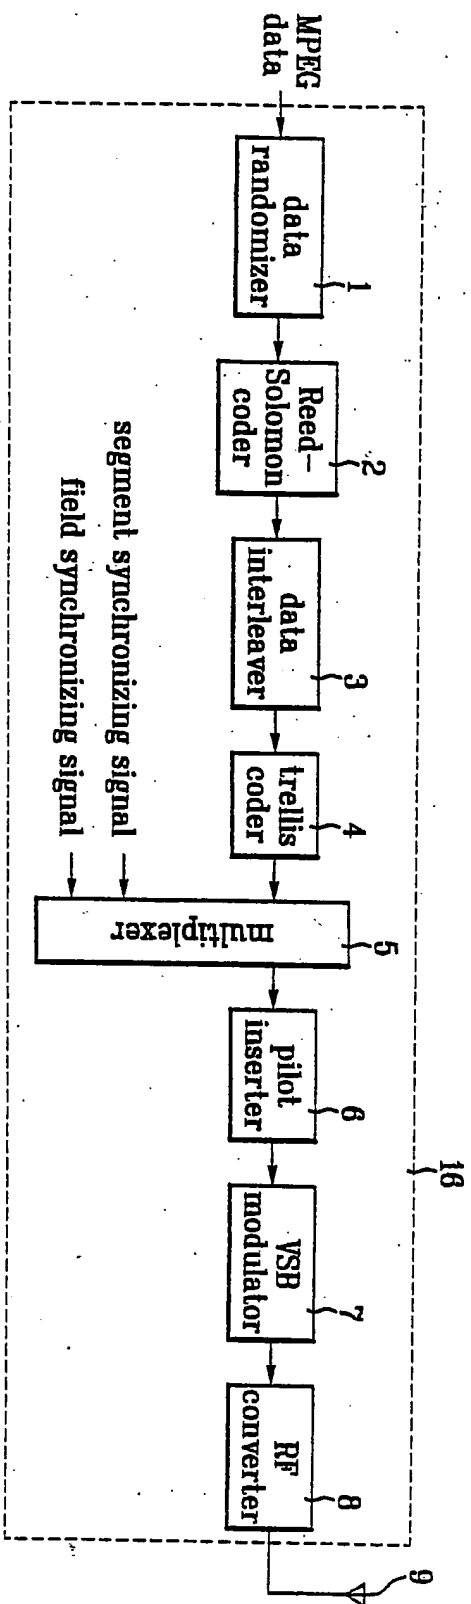 MPEG
data
data
randomizer
1
Reed-
Solomon
coder
2
data
interleaver
3
trellis
coder
4
segment synchronizing signal
field synchronizing signal
multiplexer
5
pilot
inserter
6
VSB
modulator
7
RF
converter
8
9
16